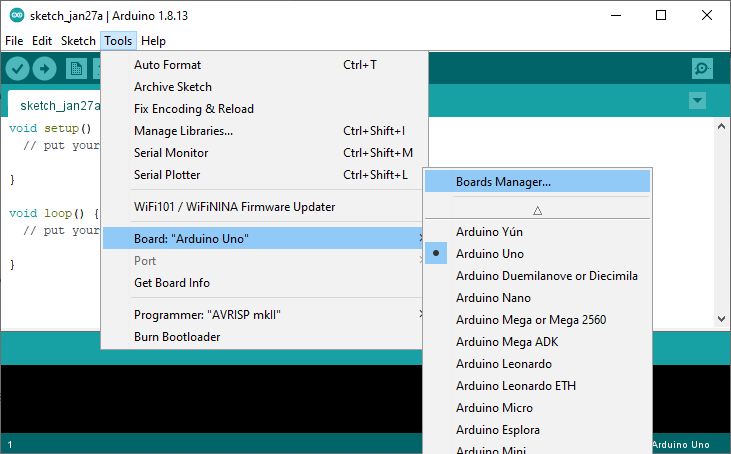 sketch_jan27a | Arduino 1.8.13
File Edit Sketch Tools Help
sketch_jan27a
void setup()
// put your
}
void loop() {
// put your
}
Auto Format Ctrl+T
Archive Sketch
Fix Encoding & Reload
Manage Libraries... Ctrl+Shift+I
Serial Monitor Ctrl+Shift+M
Serial Plotter Ctrl+Shift+L
WiFi101 / WiFiNINA Firmware Updater
Board: "Arduino Uno"
Port
Get Board Info
Programmer: "AVRISP mkII"
Burn Bootloader
Boards Manager...
Arduino Yún
Arduino Uno
Arduino Duemilanove or Diecimila
Arduino Nano
Arduino Mega or Mega 2560
Arduino Mega ADK
Arduino Leonardo
Arduino Leonardo ETH
Arduino Micro
Arduino Esplora
Arduino Mini
1 Arduino Uno